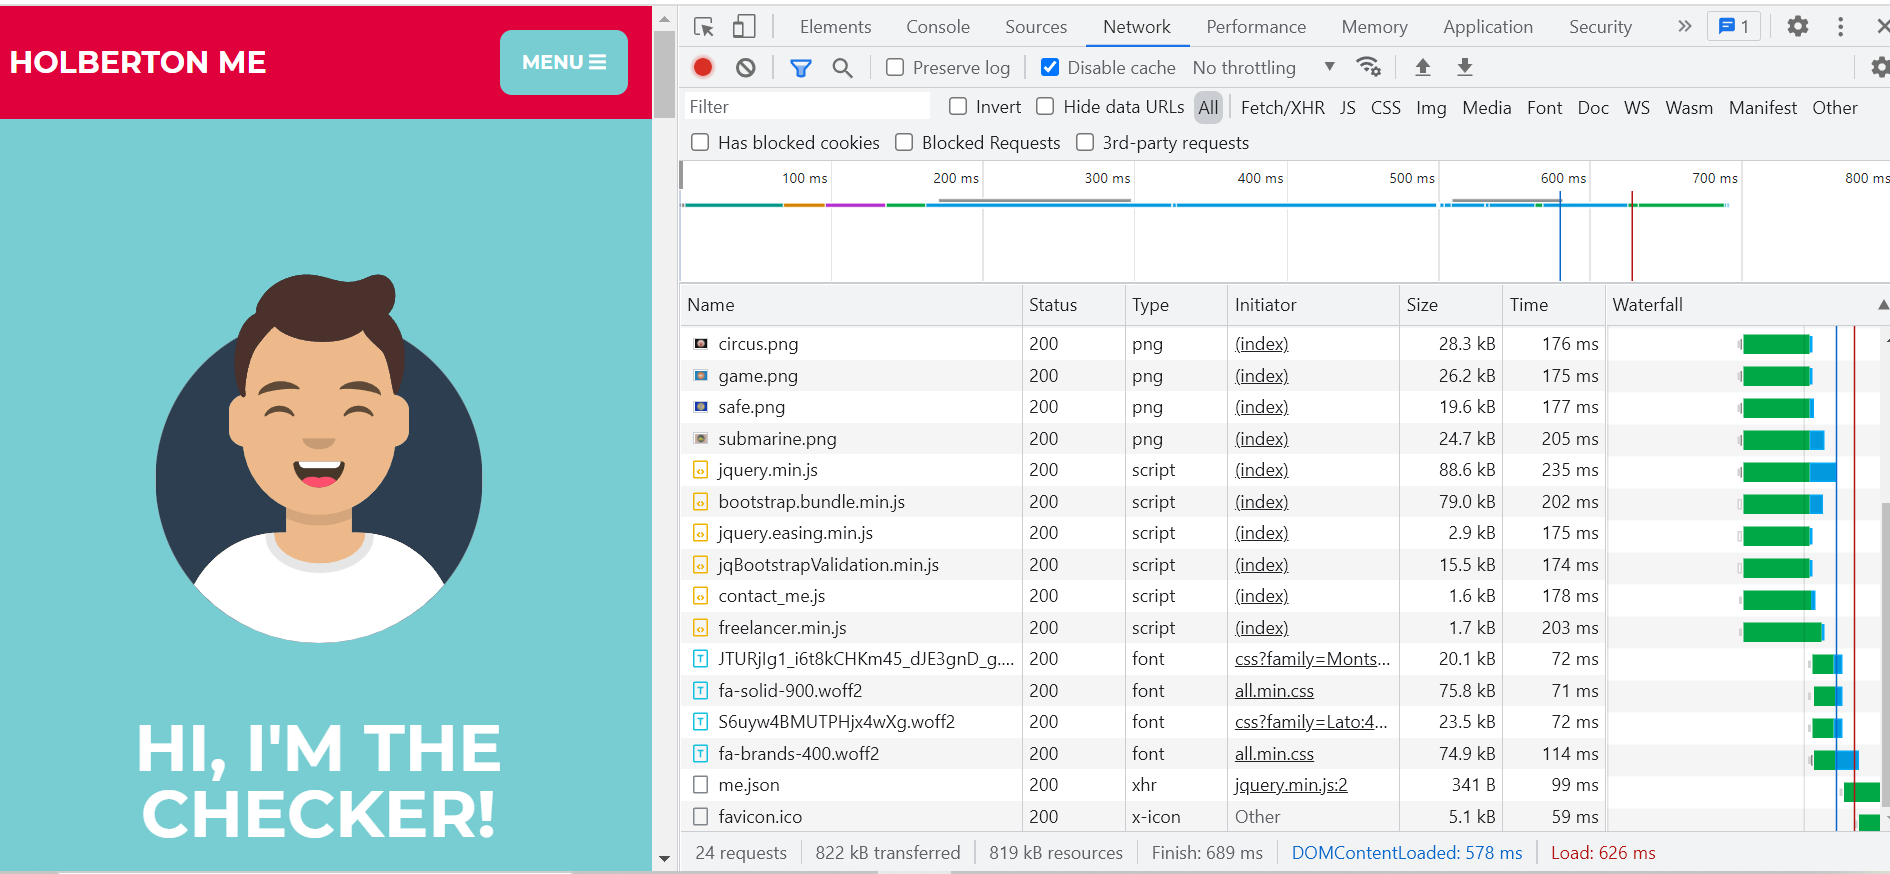 HOLBERTON ME
MENU
HI, I'M THE
CHECKER!
Elements Console Sources Network Performance Memory Application Security 1
Preserve log Disable cache No throttling
Filter Invert Hide data URLs All Fetch/XHR JS CSS Img Media Font Doc WS Wasm Manifest Other
Has blocked cookies Blocked Requests 3rd-party requests
100 ms 200 ms 300 ms 400 ms 500 ms 600 ms 700 ms 800 ms
Name Status Type Initiator Size Time Waterfall
circus.png 200 png (index) 28.3 kB 176 ms
game.png 200 png (index) 26.2 kB 175 ms
safe.png 200 png (index) 19.6 kB 177 ms
submarine.png 200 png (index) 24.7 kB 205 ms
jquery.min.js 200 script (index) 88.6 kB 235 ms
bootstrap.bundle.min.js 200 script (index) 79.0 kB 202 ms
jquery.easing.min.js 200 script (index) 2.9 kB 175 ms
jqBootstrapValidation.min.js 200 script (index) 15.5 kB 174 ms
contact_me.js 200 script (index) 1.6 kB 178 ms
freelancer.min.js 200 script (index) 1.7 kB 203 ms
JTURjIg1_i6t8kCHKm45_dJE3gnD_g.... 200 font css?family=Monts... 20.1 kB 72 ms
fa-solid-900.woff2 200 font all.min.css 75.8 kB 71 ms
S6uyw4BMUTPHjx4wXg.woff2 200 font css?family=Lato:4... 23.5 kB 72 ms
fa-brands-400.woff2 200 font all.min.css 74.9 kB 114 ms
me.json 200 xhr jquery.min.js:2 341 B 99 ms
favicon.ico 200 x-icon Other 5.1 kB 59 ms
24 requests 822 kB transferred 819 kB resources Finish: 689 ms DOMContentLoaded: 578 ms Load: 626 ms